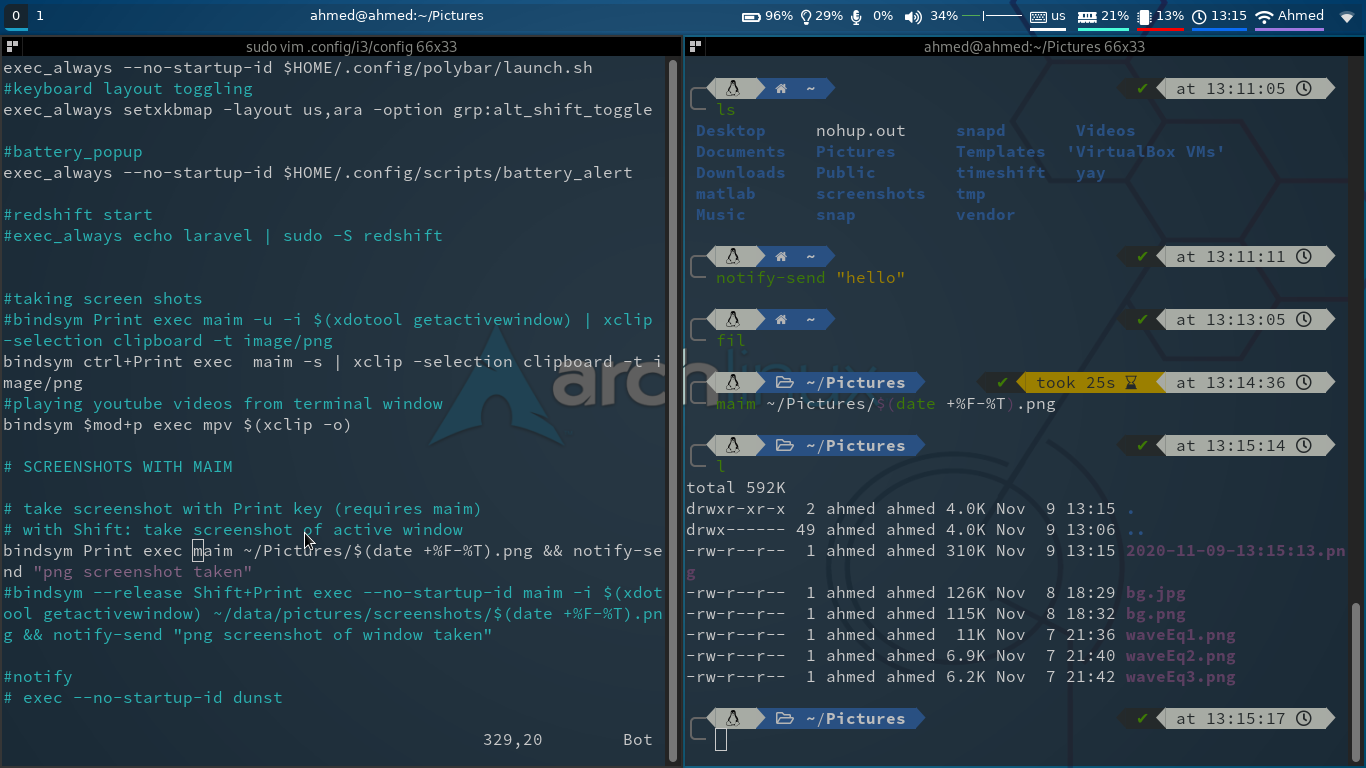 0 1 ahmed@ahmed:~/Pictures 96% 29% 0% 34% us 21% 13% 13:15 Ahmed
sudo vim .config/i3/config 66x33
exec_always --no-startup-id $HOME/.config/polybar/launch.sh
#keyboard layout toggling
exec_always setxkbmap -layout us,ara -option grp:alt_shift_toggle
#battery_popup
exec_always --no-startup-id $HOME/.config/scripts/battery_alert
#redshift start
#exec_always echo laravel | sudo -S redshift
#taking screen shots
#bindsym Print exec maim -u -i $(xdotool getactivewindow) | xclip
-selection clipboard -t image/png
bindsym ctrl+Print exec  maim -s | xclip -selection clipboard -t i
mage/png
#playing youtube videos from terminal window
bindsym $mod+p exec mpv $(xclip -o)
# SCREENSHOTS WITH MAIM
# take screenshot with Print key (requires maim)
# with Shift: take screenshot of active window
bindsym Print exec maim ~/Pictures/$(date +%F-%T).png && notify-se
nd "png screenshot taken"
#bindsym --release Shift+Print exec --no-startup-id maim -i $(xdot
ool getactivewindow) ~/data/pictures/screenshots/$(date +%F-%T).pn
g && notify-send "png screenshot of window taken"
#notify
# exec --no-startup-id dunst
329,20 Bot
ahmed@ahmed:~/Pictures 66x33
~ ✔ at 13:11:05
ls
Desktop nohup.out snapd Videos
Documents Pictures Templates 'VirtualBox VMs'
Downloads Public timeshift yay
matlab screenshots tmp
Music snap vendor
~ ✔ at 13:11:11
notify-send "hello"
~ ✔ at 13:13:05
fil
~/Pictures ✔ took 25s at 13:14:36
maim ~/Pictures/$(date +%F-%T).png
~/Pictures ✔ at 13:15:14
l
total 592K
drwxr-xr-x  2 ahmed ahmed 4.0K Nov  9 13:15 .
drwx------ 49 ahmed ahmed 4.0K Nov  9 13:06 ..
-rw-r--r--  1 ahmed ahmed 310K Nov  9 13:15 2020-11-09-13:15:13.pn
g
-rw-r--r--  1 ahmed ahmed 126K Nov  8 18:29 bg.jpg
-rw-r--r--  1 ahmed ahmed 115K Nov  8 18:32 bg.png
-rw-r--r--  1 ahmed ahmed  11K Nov  7 21:36 waveEq1.png
-rw-r--r--  1 ahmed ahmed 6.9K Nov  7 21:40 waveEq2.png
-rw-r--r--  1 ahmed ahmed 6.2K Nov  7 21:42 waveEq3.png
~/Pictures ✔ at 13:15:17
arch